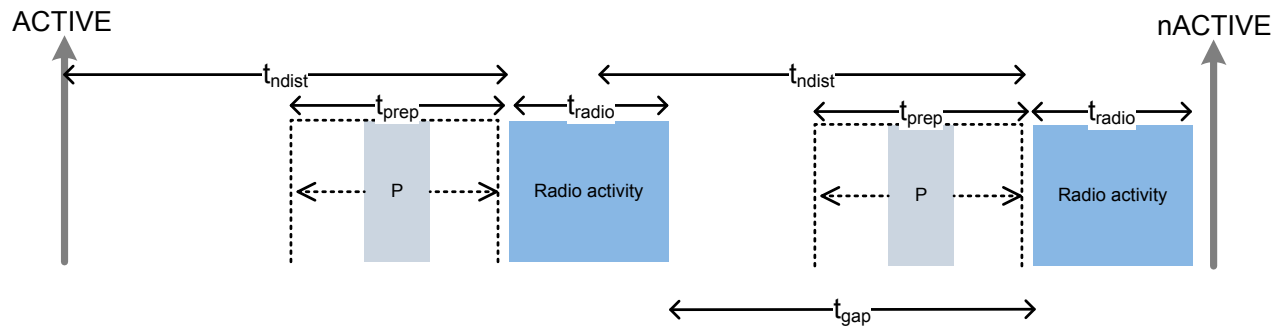 ACTIVE
nACTIVE
tndist
tndist
tprep
tradio
tprep
tradio
P
Radio activity
P
Radio activity
tgap